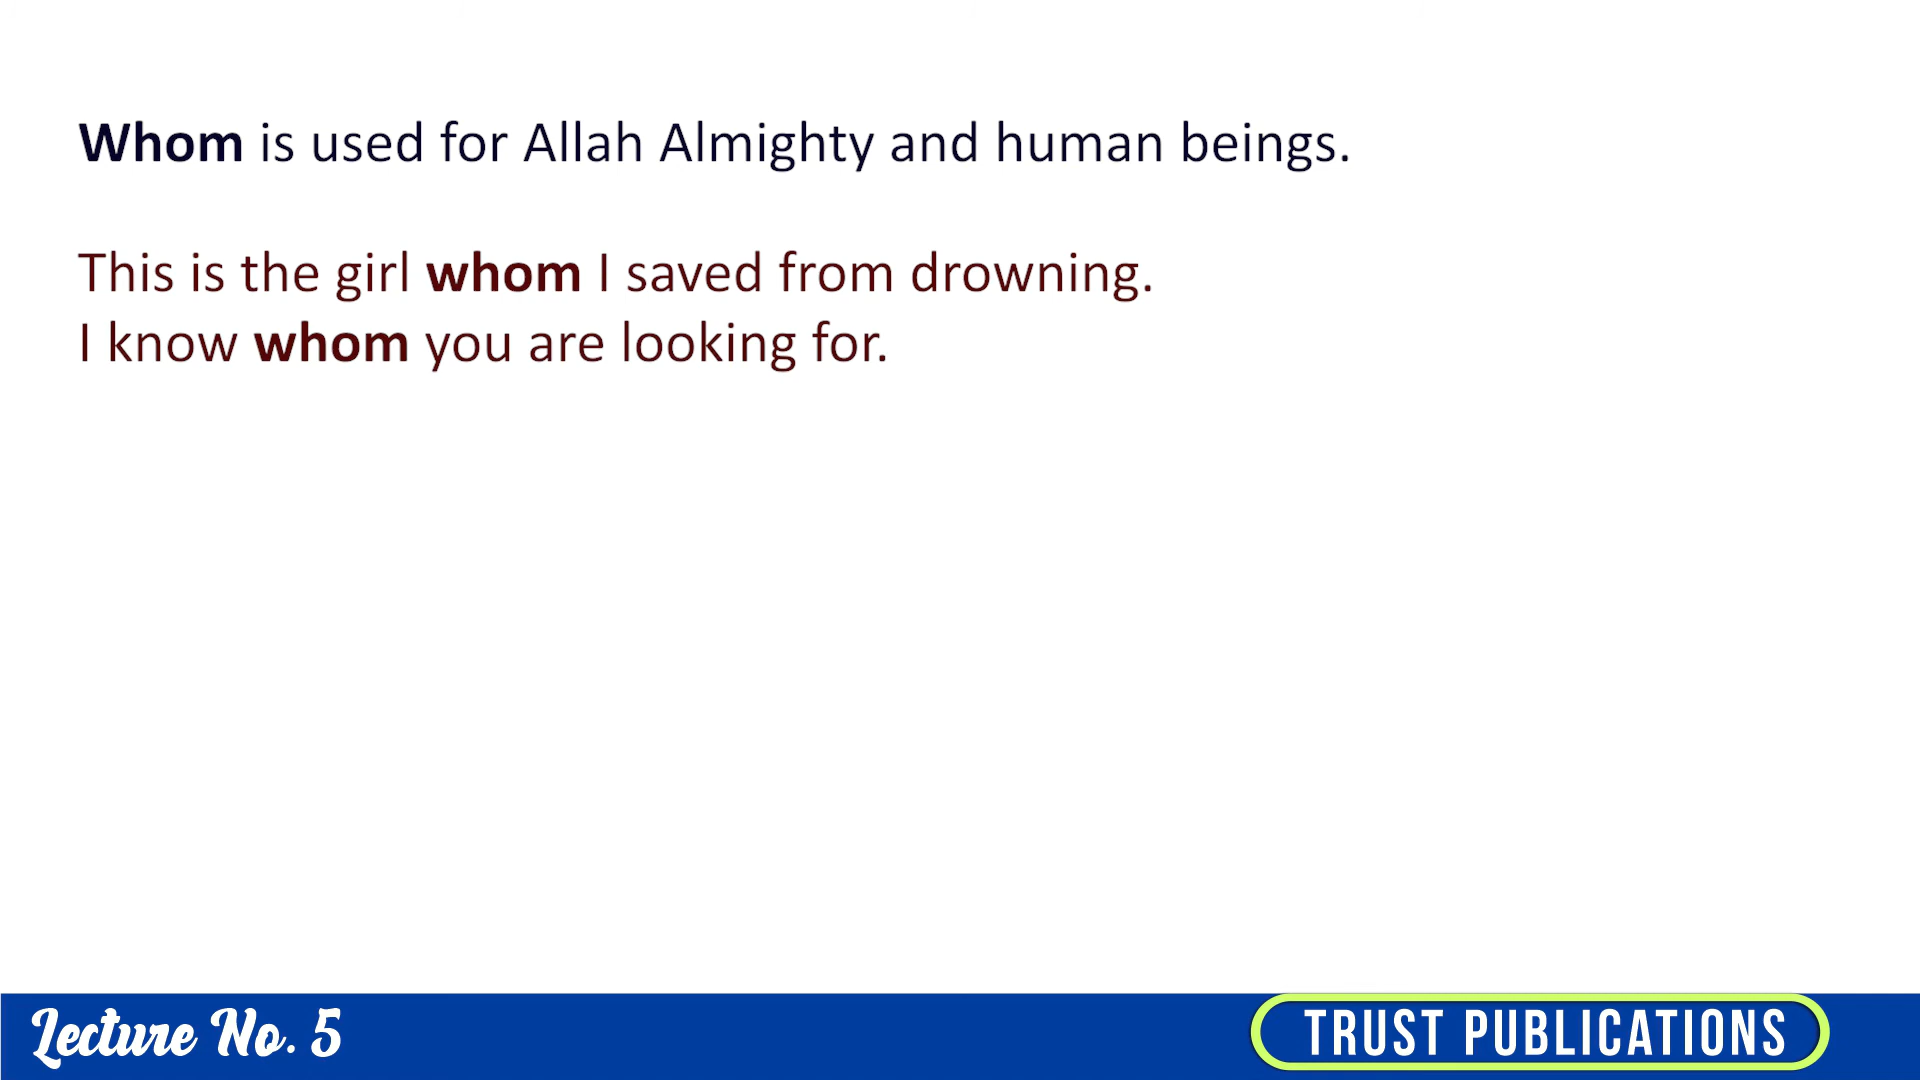 Whom is used for Allah Almighty and human beings.
This is the girl whom I saved from drowning.
I know whom you are looking for.
Lecture No. 5
TRUST PUBLICATIONS